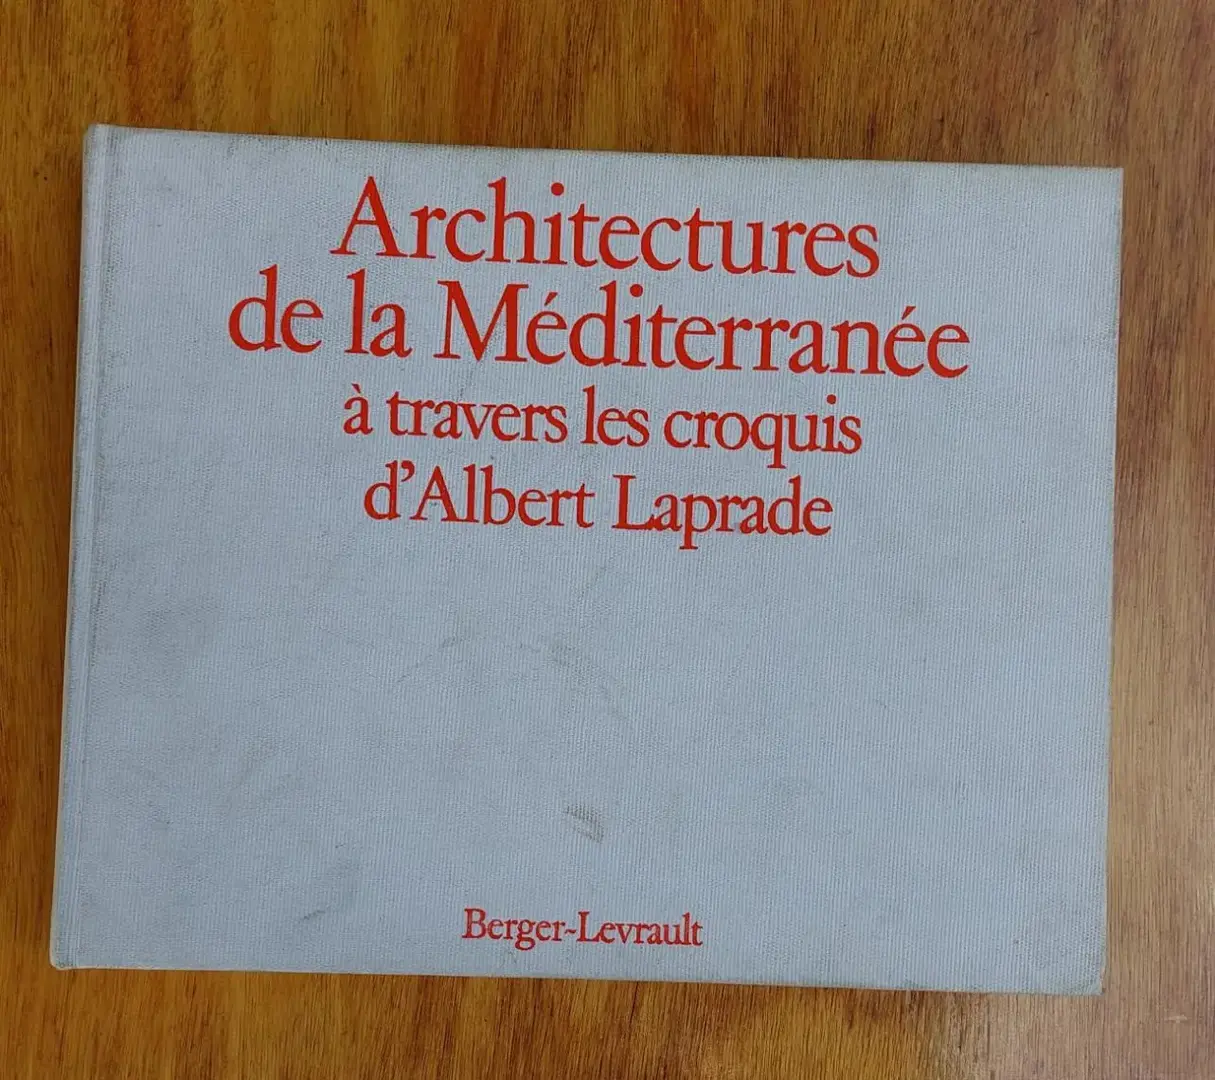 Architectures
de la Méditerranée
à travers les croquis
d'Albert Laprade
Berger-Levrault